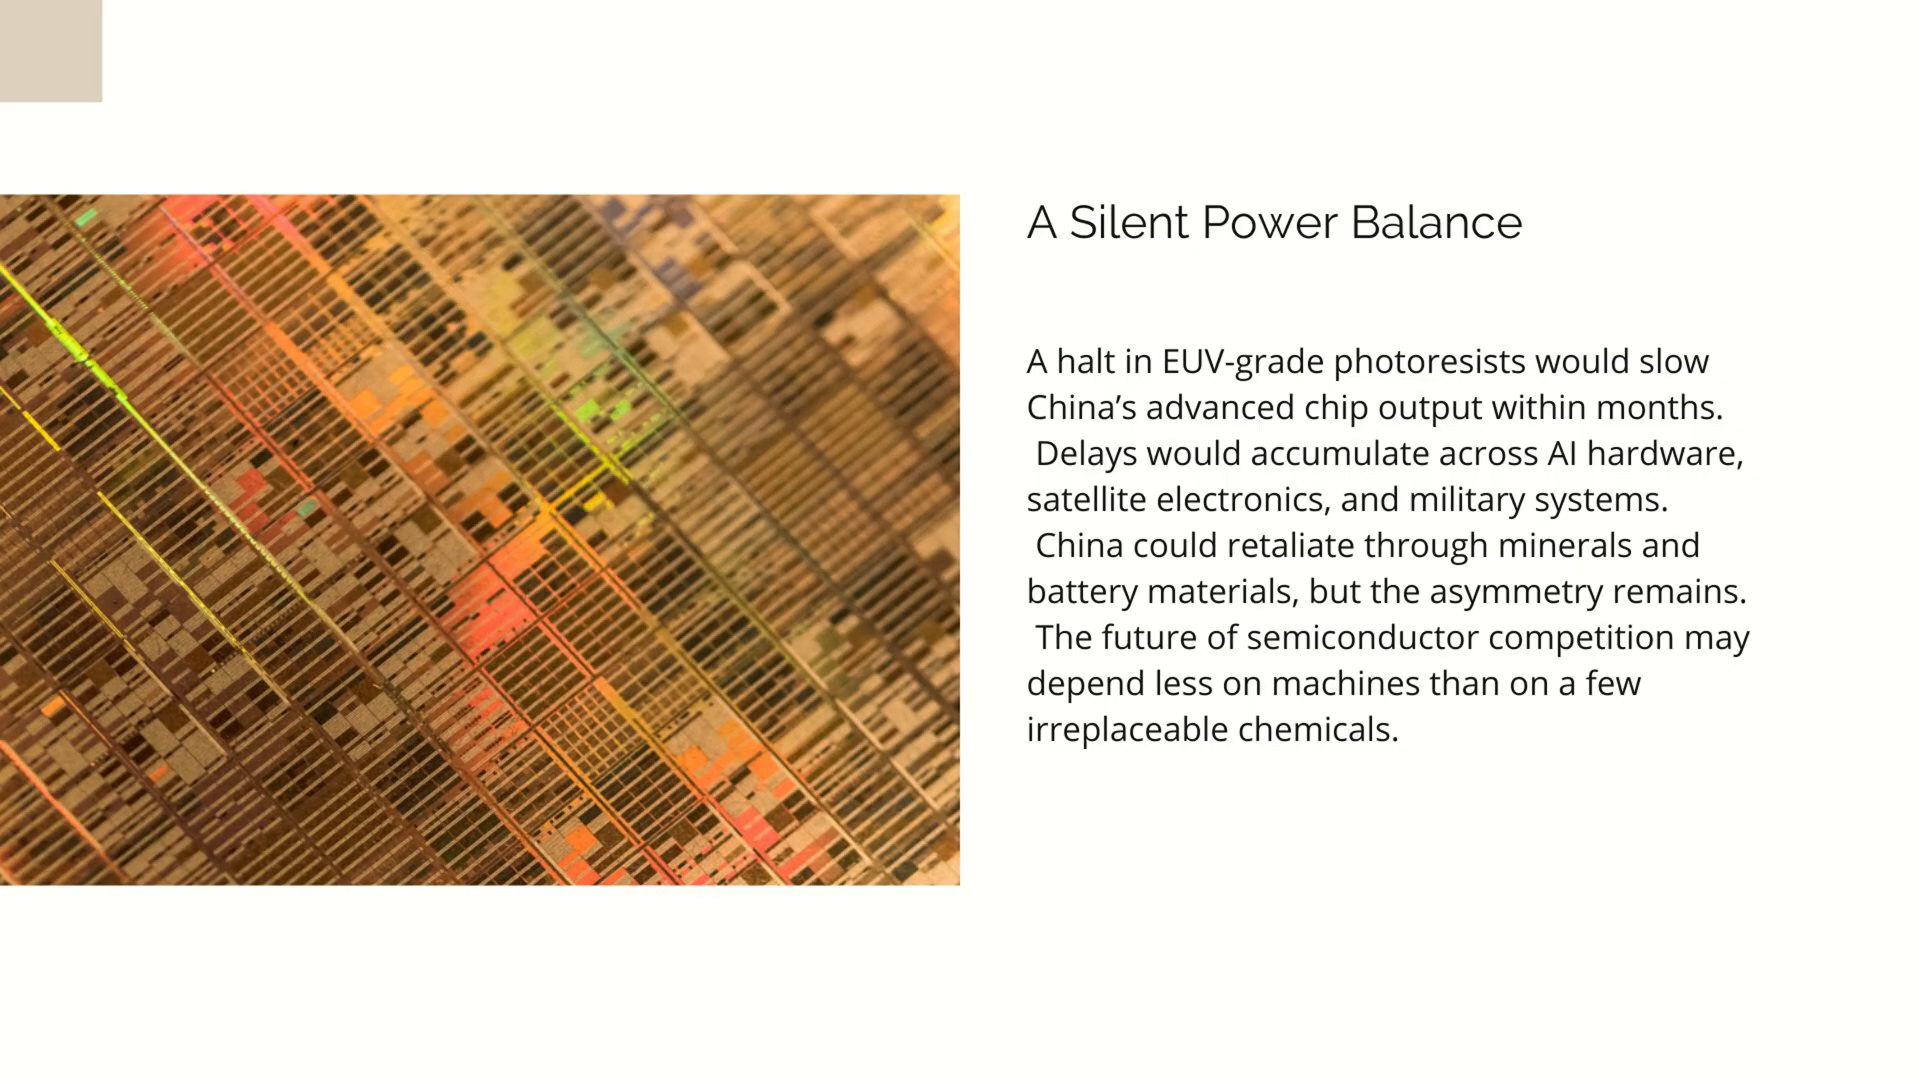 A Silent Power Balance
A halt in EUV-grade photoresists would slow
China’s advanced chip output within months.
Delays would accumulate across AI hardware,
satellite electronics, and military systems.
China could retaliate through minerals and
battery materials, but the asymmetry remains.
The future of semiconductor competition may
depend less on machines than on a few
irreplaceable chemicals.